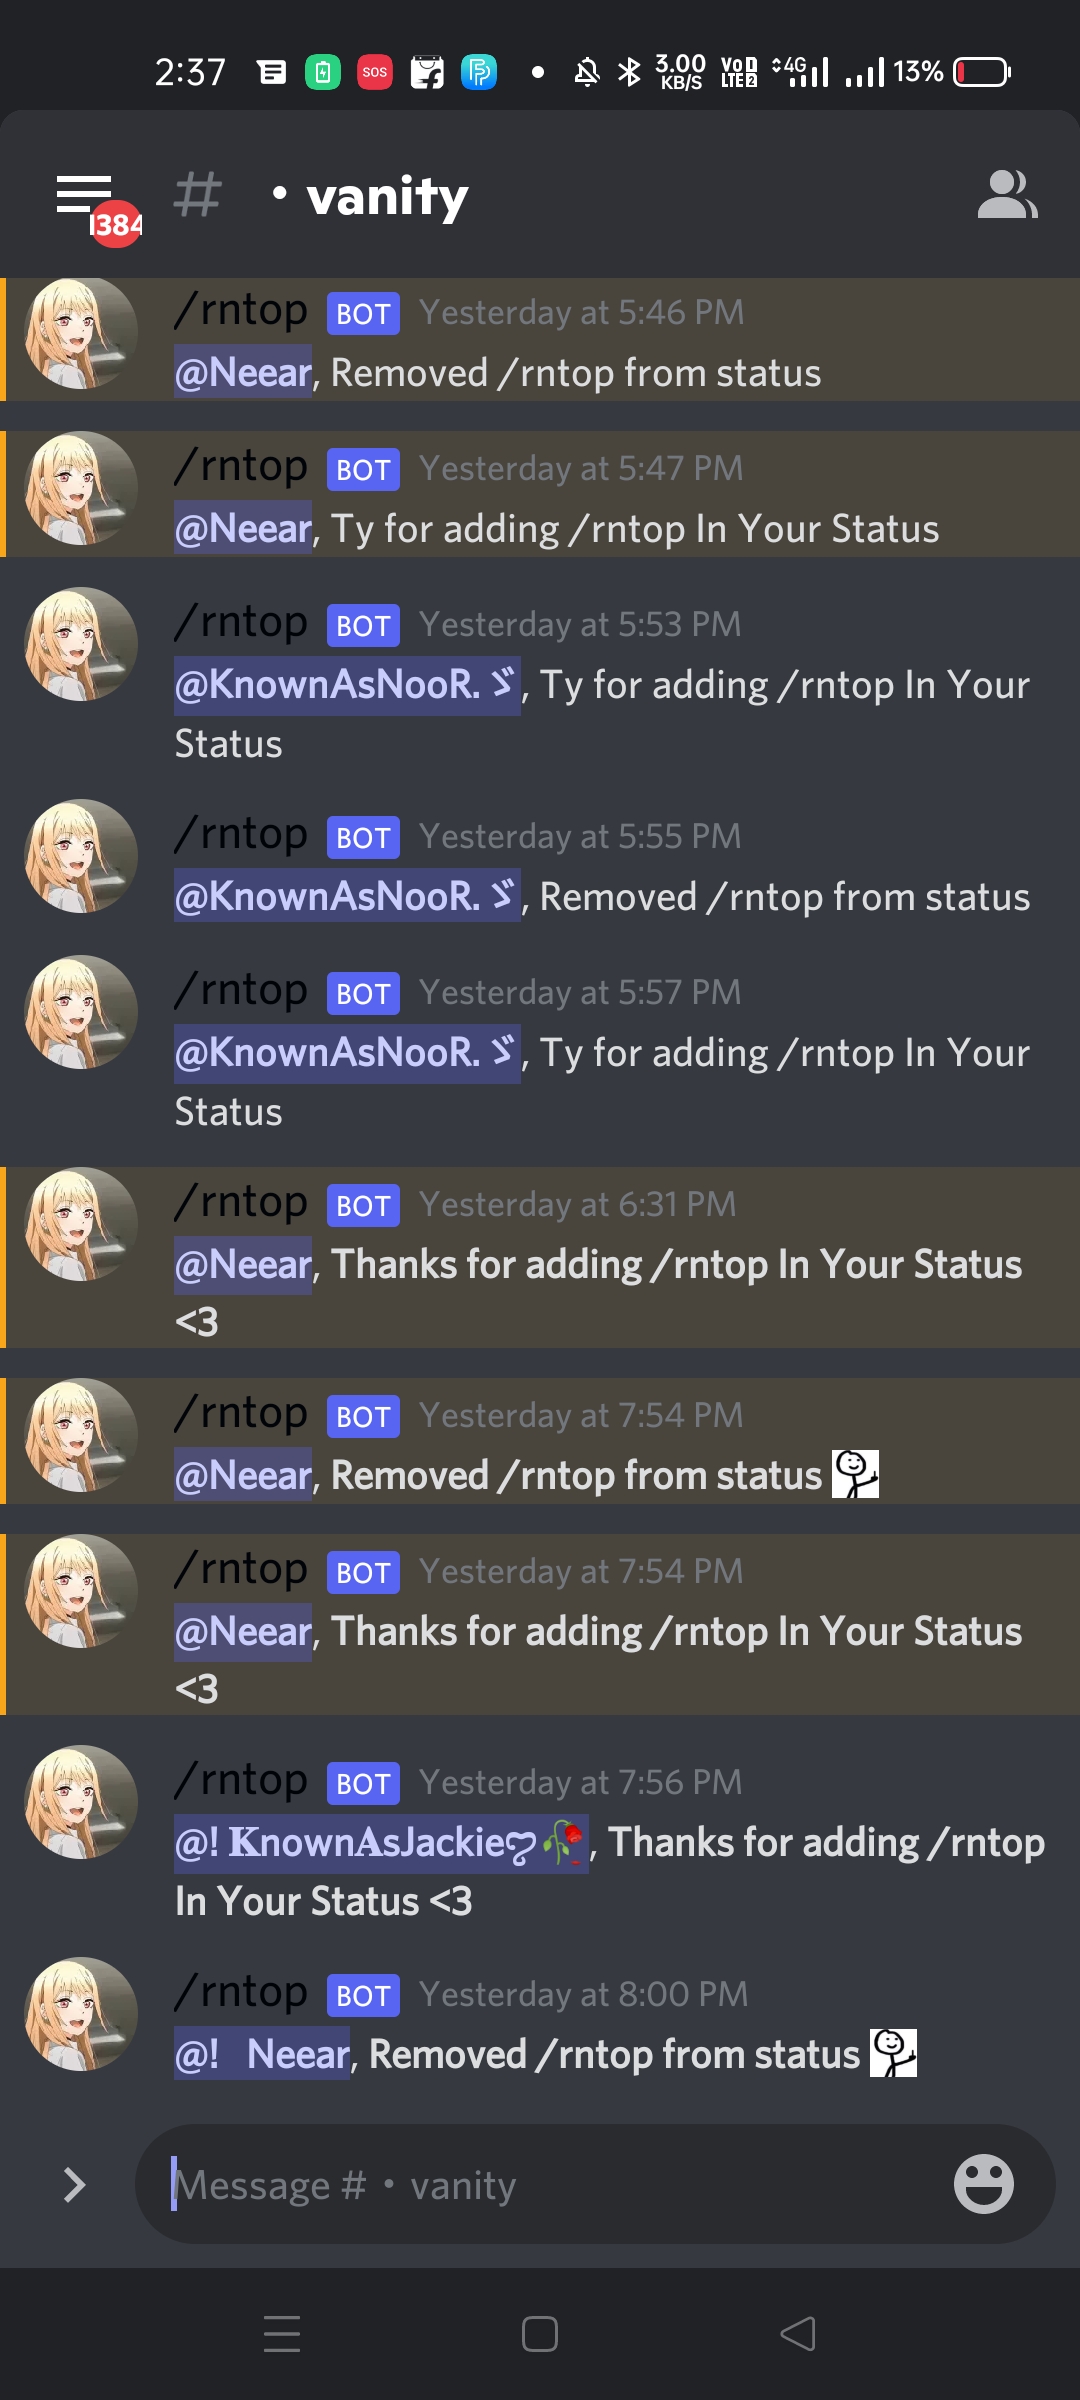 2:37 SOS 3.00 KB/S VoLTE 4G 13%
1384 # • vanity
/rntop BOT Yesterday at 5:46 PM
@Neear, Removed /rntop from status
/rntop BOT Yesterday at 5:47 PM
@Neear, Ty for adding /rntop In Your Status
/rntop BOT Yesterday at 5:53 PM
@KnownAsNooR.ゞ, Ty for adding /rntop In Your
Status
/rntop BOT Yesterday at 5:55 PM
@KnownAsNooR.ゞ, Removed /rntop from status
/rntop BOT Yesterday at 5:57 PM
@KnownAsNooR.ゞ, Ty for adding /rntop In Your
Status
/rntop BOT Yesterday at 6:31 PM
@Neear, Thanks for adding /rntop In Your Status
<3
/rntop BOT Yesterday at 7:54 PM
@Neear, Removed /rntop from status
/rntop BOT Yesterday at 7:54 PM
@Neear, Thanks for adding /rntop In Your Status
<3
/rntop BOT Yesterday at 7:56 PM
@! 𝐊nown𝐀sJackieღ🥀, Thanks for adding /rntop
In Your Status <3
/rntop BOT Yesterday at 8:00 PM
@! Neear, Removed /rntop from status
Message # • vanity